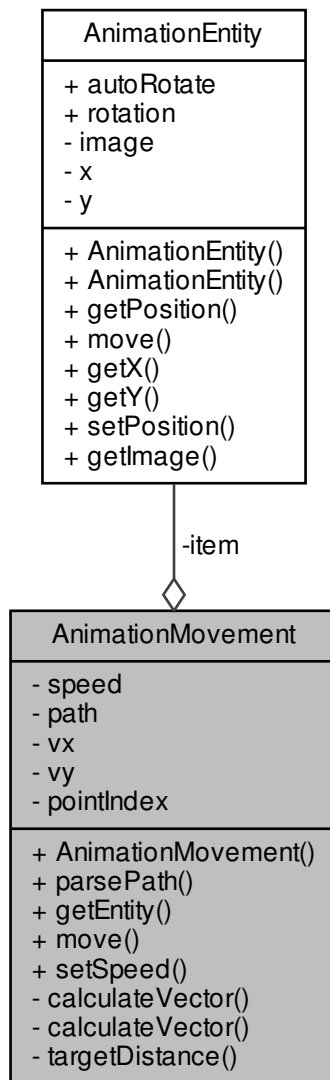 AnimationEntity
+ autoRotate
+ rotation
- image
- x
- y
+ AnimationEntity()
+ AnimationEntity()
+ getPosition()
+ move()
+ getX()
+ getY()
+ setPosition()
+ getImage()
-item
AnimationMovement
- speed
- path
- vx
- vy
- pointIndex
+ AnimationMovement()
+ parsePath()
+ getEntity()
+ move()
+ setSpeed()
- calculateVector()
- calculateVector()
- targetDistance()